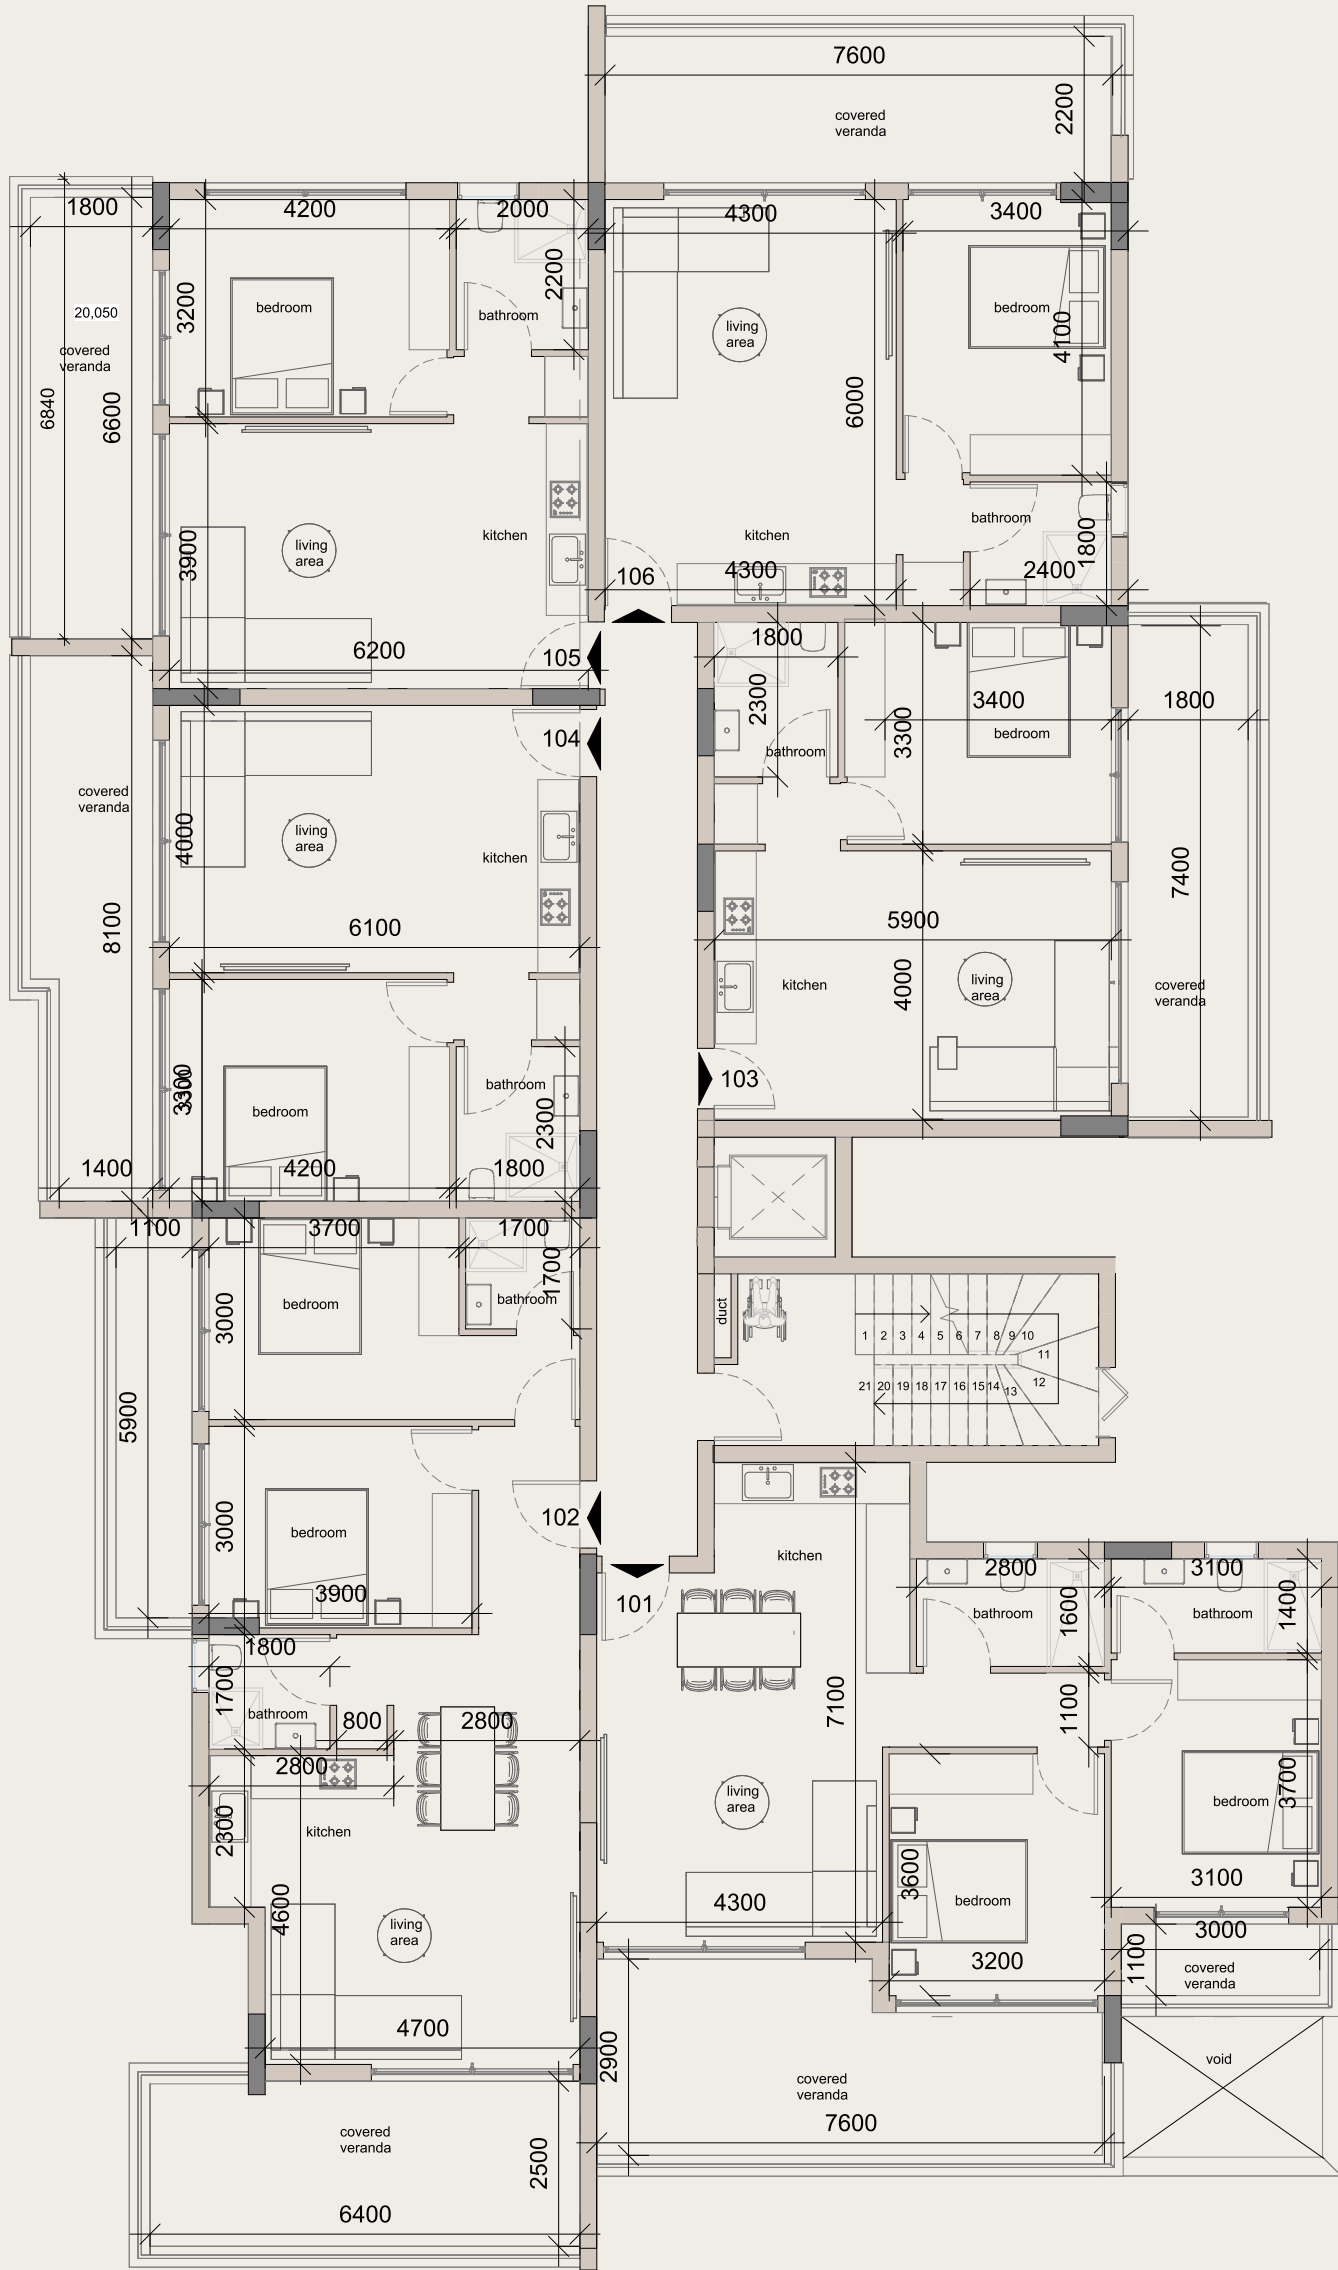 7600
covered
veranda
2200
1800
4200
2000
4300
3400
2200
3200
bedroom
bathroom
living
area
bedroom
4100
20,050
covered
veranda
6840
6600
6000
3900
living
area
kitchen
kitchen
bathroom
1800
106
4300
2400
6200
105
1800
2300
3400
1800
3300
bedroom
bathroom
104
covered
veranda
4000
living
area
kitchen
7400
8100
6100
5900
kitchen
4000
living
area
covered
veranda
3300
3300
bedroom
bathroom
2300
103
1400
4200
1800
1100
3700
1700
1700
3000
bedroom
bathroom
duct
1 2 3 4 5 6 7 8 9 10
11
12
21 20 19 18 17 16 15 14 13
5900
3000
bedroom
102
3900
kitchen
101
2800
3100
1600
1400
bathroom
bathroom
1800
1700
bathroom
800
2800
7100
1100
2800
2300
kitchen
living
area
3700
bedroom
4600
living
area
4300
3600
bedroom
3100
3000
1100
covered
veranda
3200
4700
2900
covered
veranda
void
7600
covered
veranda
2500
6400